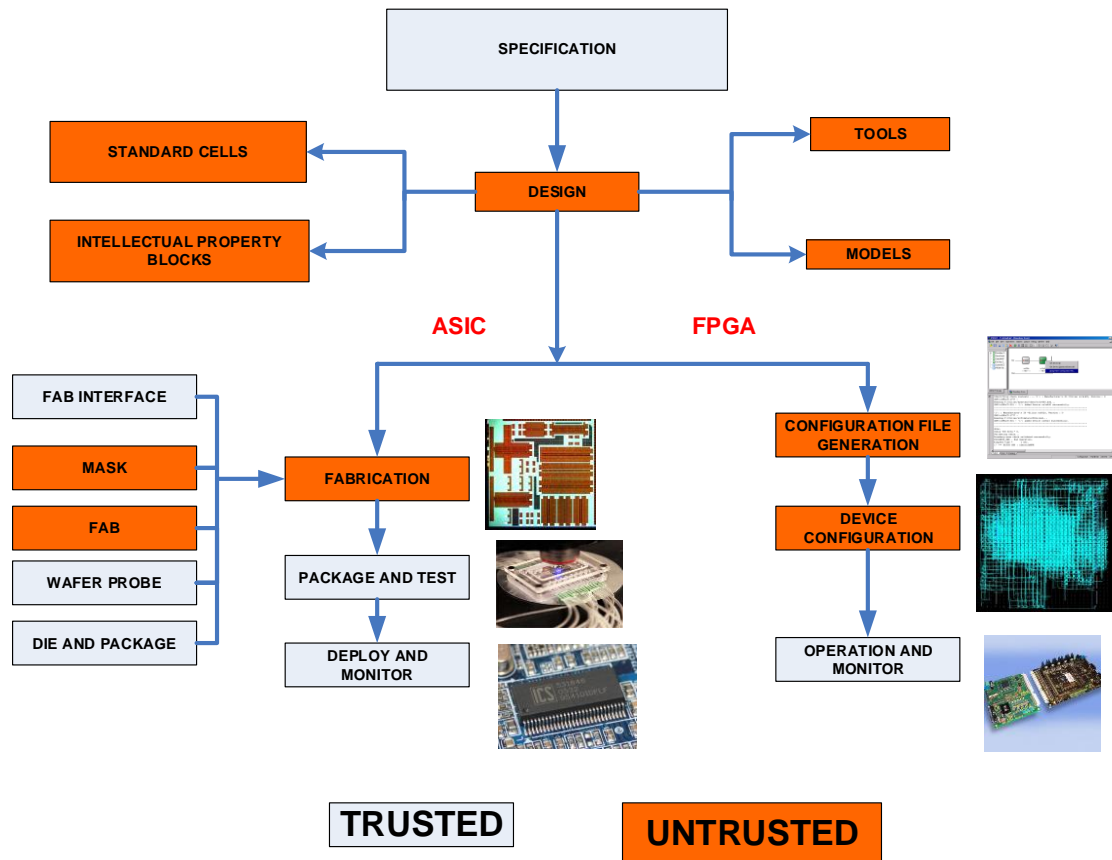 SPECIFICATION
STANDARD CELLS
TOOLS
DESIGN
INTELLECTUAL PROPERTY
BLOCKS
MODELS
ASIC
FPGA
FAB INTERFACE
MASK
FAB
WAFER PROBE
DIE AND PACKAGE
FABRICATION
PACKAGE AND TEST
DEPLOY AND
MONITOR
ICS
CONFIGURATION FILE
GENERATION
DEVICE
CONFIGURATION
OPERATION AND
MONITOR
TRUSTED
UNTRUSTED